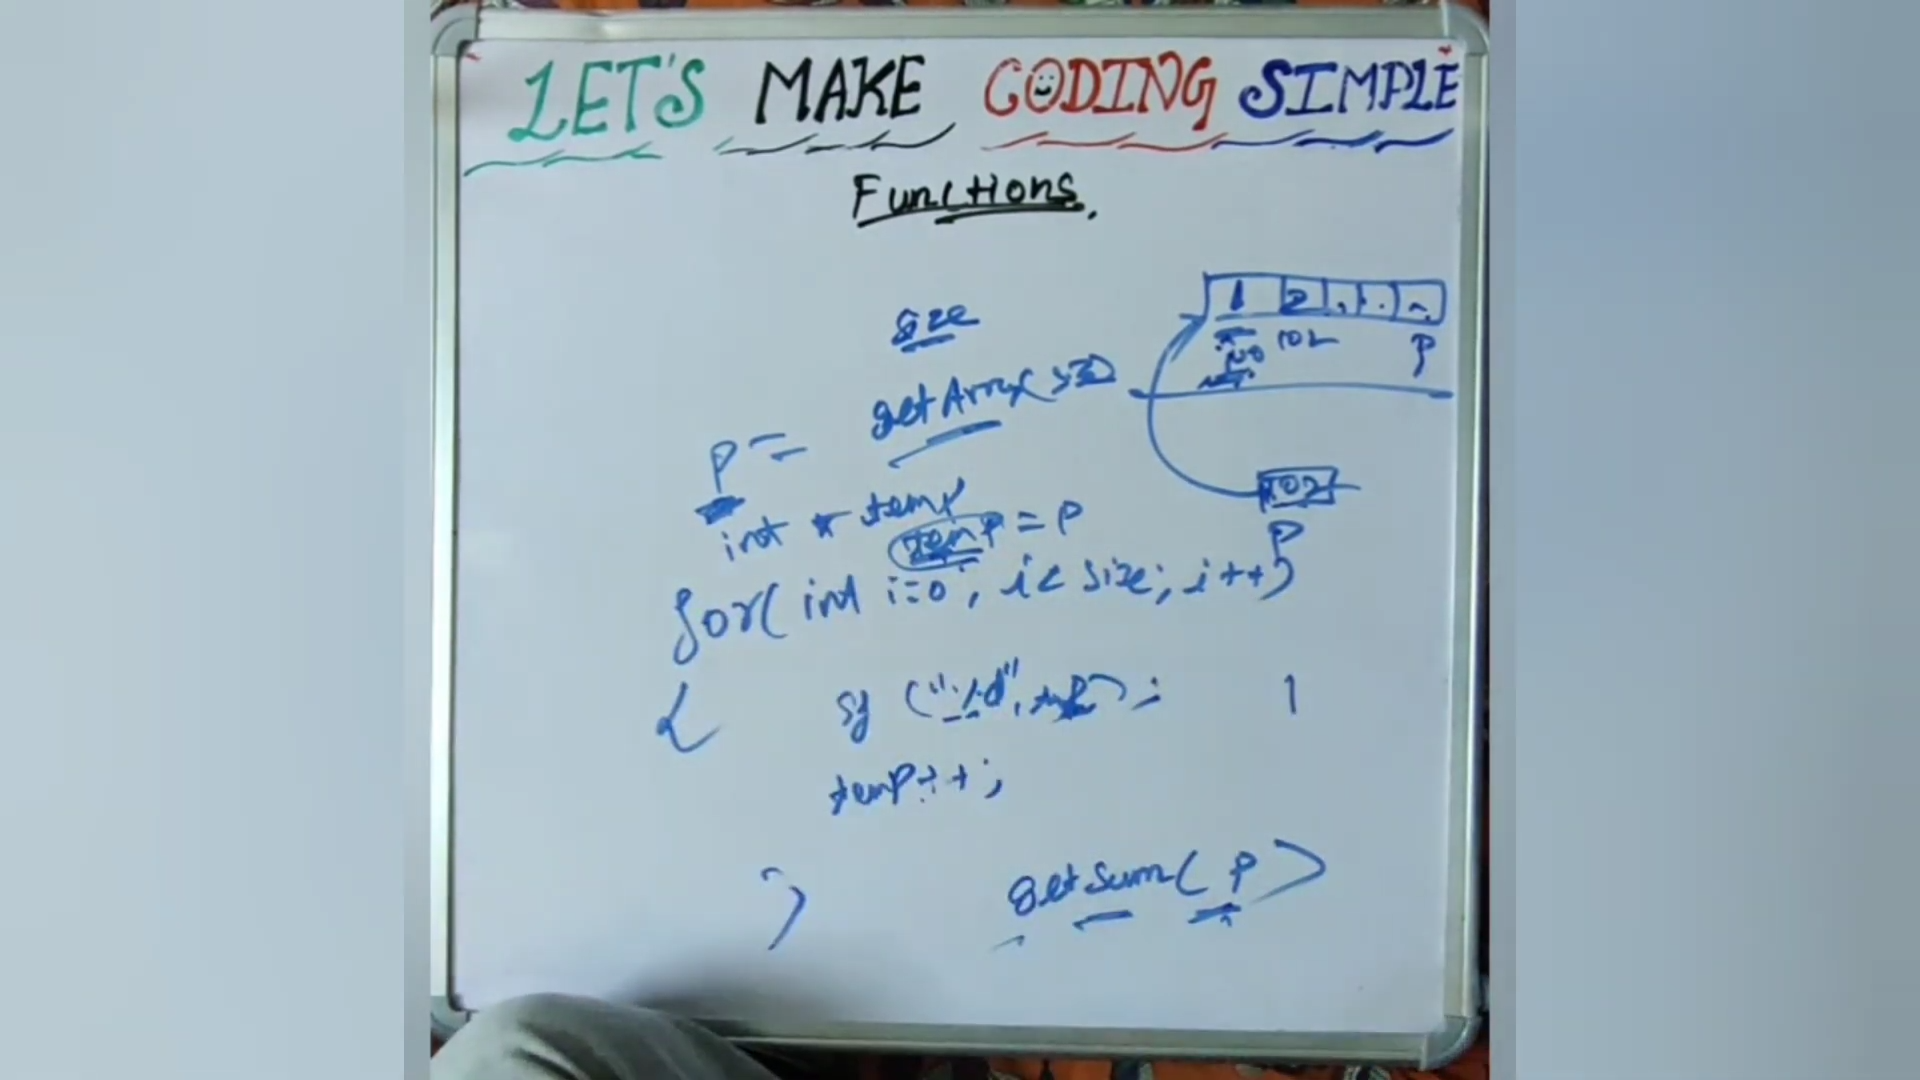 LET'S MAKE CODING SIMPLE
Functions.
1 2
102
P
size
getArray(size)
P =
102
P
int * temp
temp = P
for( int i=0; i< size; i++)
{
sf ("%d", temp);
1
temp++;
}
getSum( P )